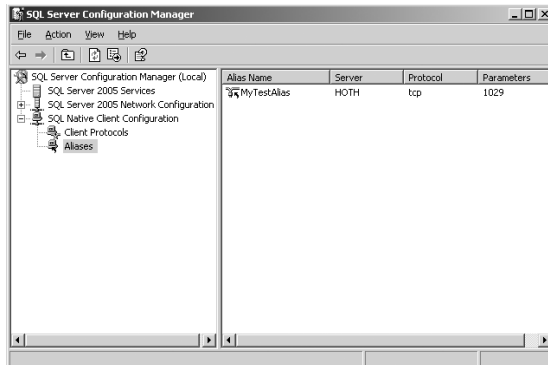 SQL Server Configuration Manager
File Action View Help
SQL Server Configuration Manager (Local)
SQL Server 2005 Services
SQL Server 2005 Network Configuration
SQL Native Client Configuration
Client Protocols
Aliases
Alias Name Server Protocol Parameters
MyTestAlias HOTH tcp 1029